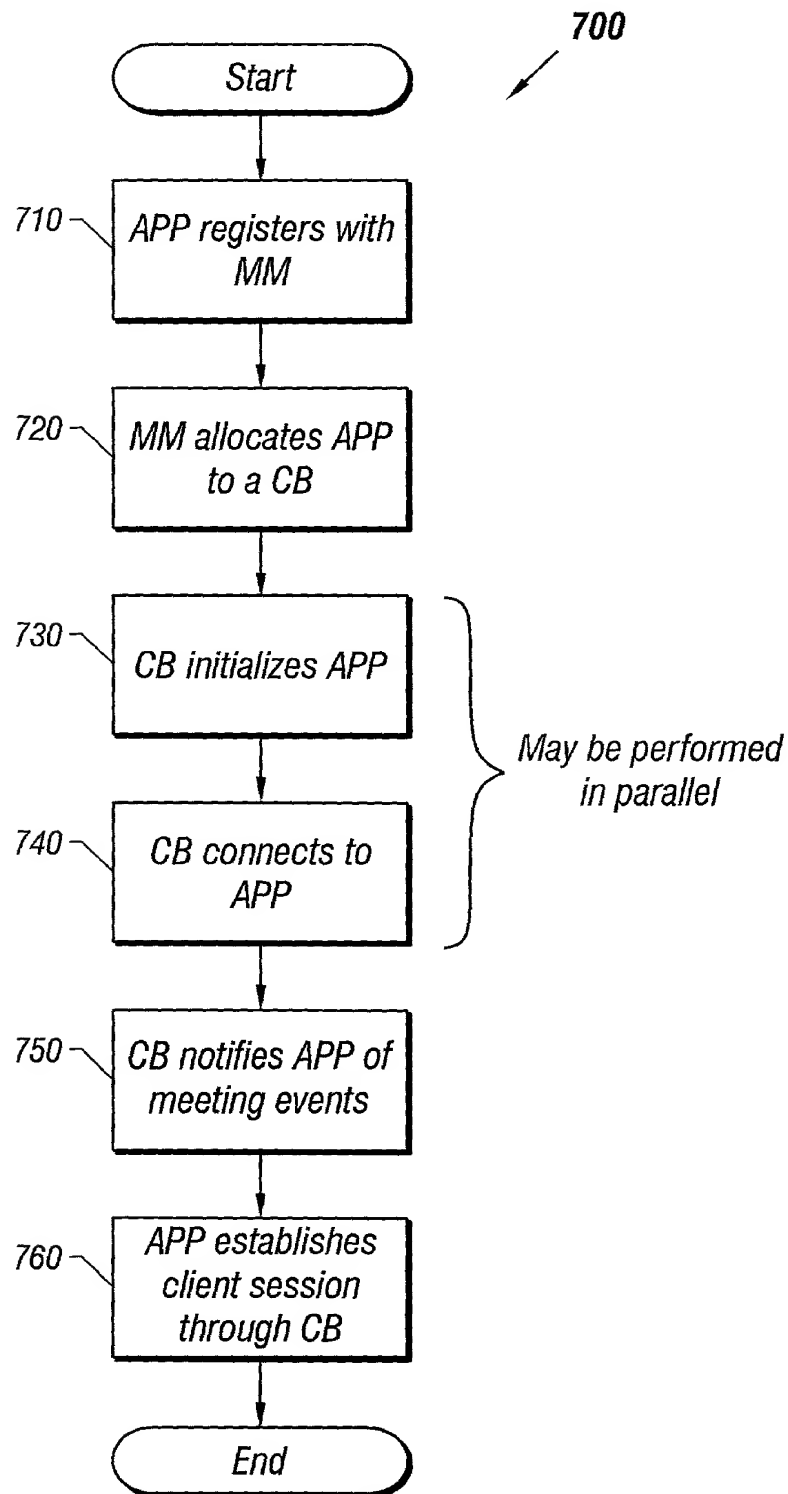 700
Start
710
APP registers with
MM
720
MM allocates APP
to a CB
730
CB initializes APP
May be performed
in parallel
740
CB connects to
APP
750
CB notifies APP of
meeting events
760
APP establishes
client session
through CB
End